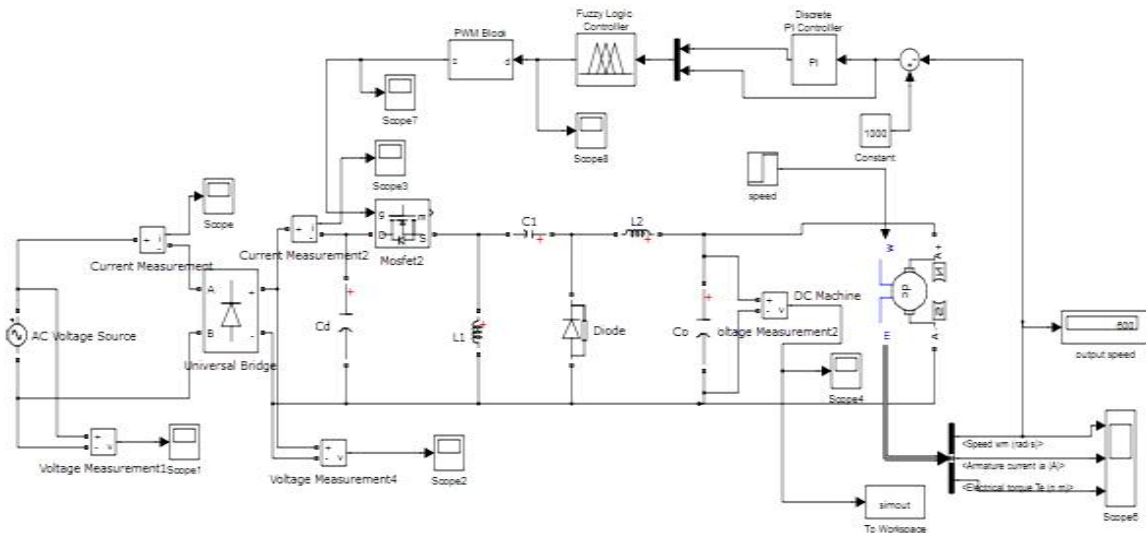 Fuzzy Logic
Controller
Discrete
PI Controller
PWM Block
PI
Scope7
Scope8
1000
Constant
speed
Scope3
Scope
g
m
D
S
Mosfet2
C1
L2
Current Measurement
Current Measurement2
A
B
Universal Bridge
AC Voltage Source
Cd
L1
Diode
Co
DC Machine
oltage Measurement2
w
dc
E
A+
A-
Scope4
600
output speed
Voltage Measurement1
Scope1
Voltage Measurement4
Scope2
<Speed wm (rad/s)>
<Armature current ia (A)>
<Electrical torque Te (n m)>
simout
To Workspace